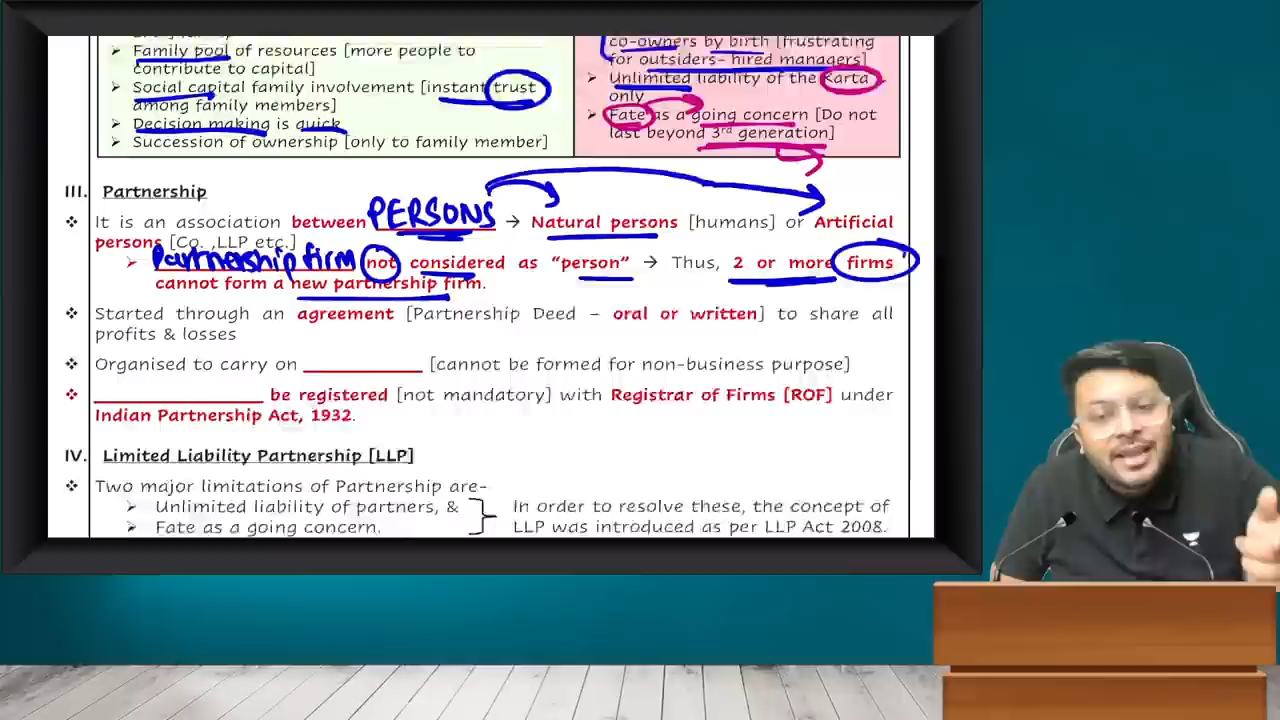 Family pool of resources [more people to
contribute to capital]
Social capital family involvement [instant trust
among family members]
Decision making is quick
Succession of ownership [only to family member]
co-owners by birth [frustrating
for outsiders- hired managers]
Unlimited liability of the Karta
only
Fate as a going concern [Do not
last beyond 3rd generation]
III. Partnership
It is an association between PERSONS → Natural persons [humans] or Artificial
persons [Co. ,LLP etc.]
Partnership firm not considered as “person” → Thus, 2 or more firms
cannot form a new partnership firm.
Started through an agreement [Partnership Deed – oral or written] to share all
profits & losses
Organised to carry on ____________ [cannot be formed for non-business purpose]
_________________ be registered [not mandatory] with Registrar of Firms [ROF] under
Indian Partnership Act, 1932.
IV. Limited Liability Partnership [LLP]
Two major limitations of Partnership are-
Unlimited liability of partners, &
Fate as a going concern.
In order to resolve these, the concept of
LLP was introduced as per LLP Act 2008.